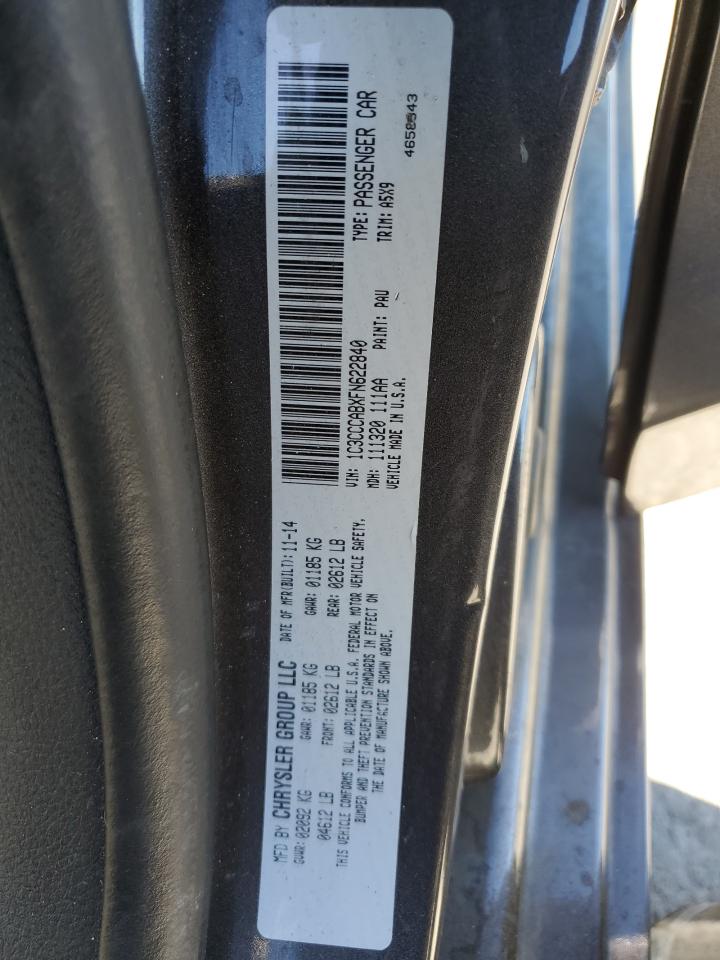 MFD BY CHRYSLER GROUP LLC DATE OF MFR(BUILT): 11-14
GVWR: 02092 KG GAWR: 01185 KG GAWR: 01185 KG
04612 LB FRONT: 02612 LB REAR: 02612 LB
THIS VEHICLE CONFORMS TO ALL APPLICABLE U.S.A. FEDERAL MOTOR VEHICLE SAFETY,
BUMPER AND THEFT PREVENTION STANDARDS IN EFFECT ON
THE DATE OF MANUFACTURE SHOWN ABOVE.
VIN: 1C3CCCABXFN622840 TYPE: PASSENGER CAR
MDH: 111320 111AA PAINT: PAU TRIM: A5X9
VEHICLE MADE IN U.S.A.